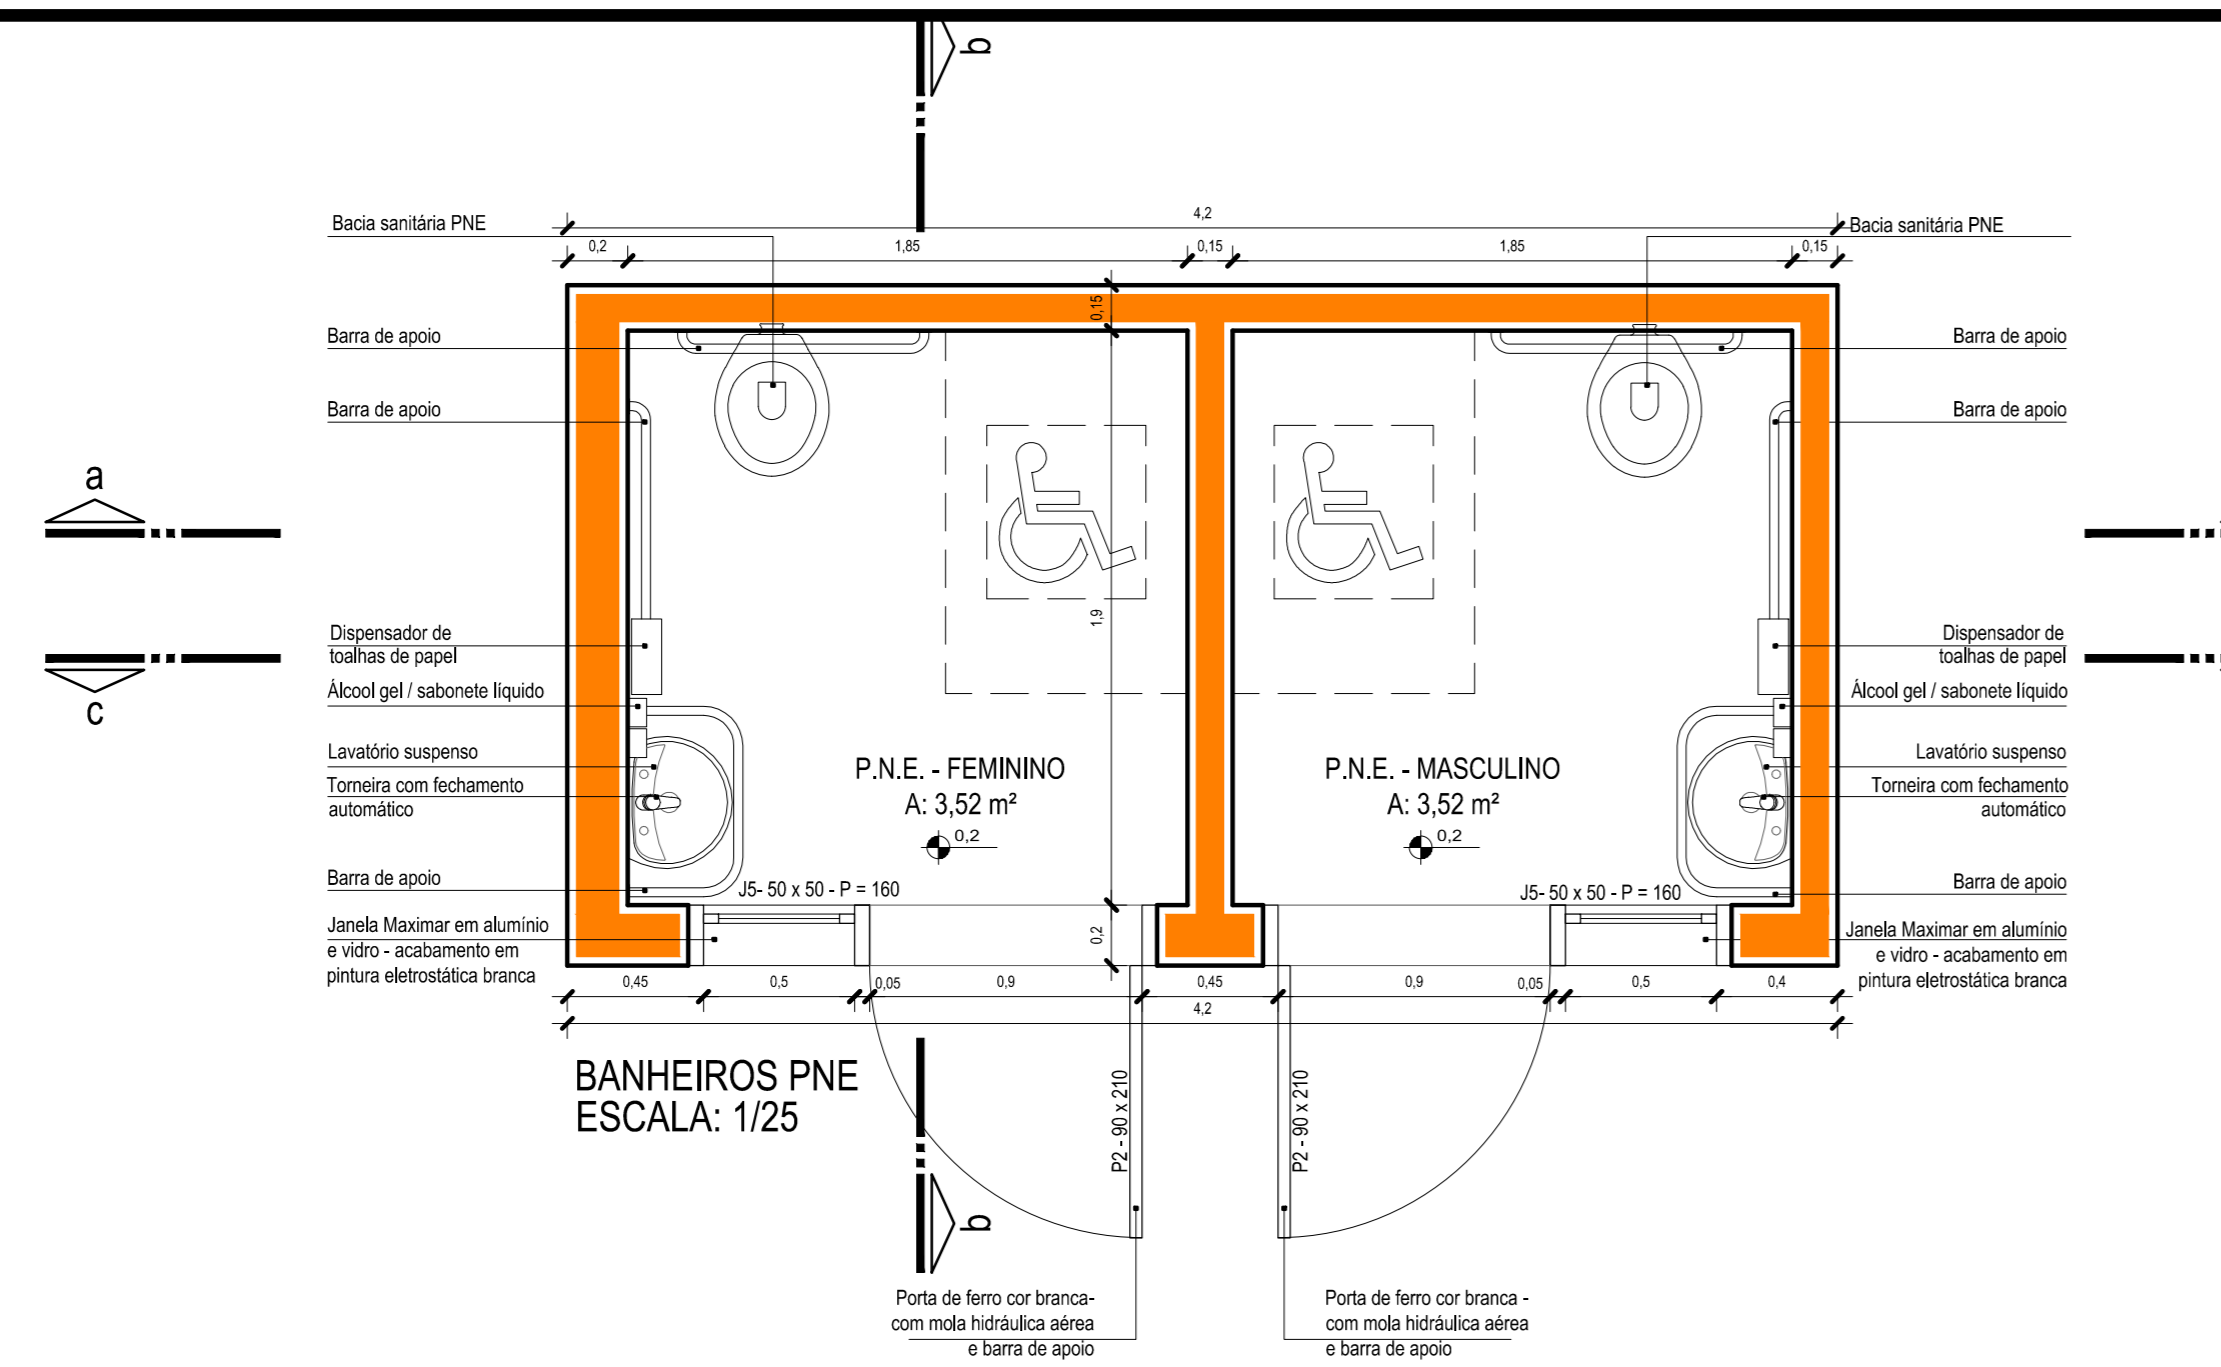 b
4,2
Bacia sanitária PNE
Bacia sanitária PNE
0,2
1,85
0,15
1,85
0,15
0,15
Barra de apoio
Barra de apoio
Barra de apoio
Barra de apoio
a
1,9
Dispensador de
toalhas de papel
Dispensador de
toalhas de papel
Álcool gel / sabonete líquido
Álcool gel / sabonete líquido
c
Lavatório suspenso
Lavatório suspenso
Torneira com fechamento
automático
Torneira com fechamento
automático
P.N.E. - FEMININO
A: 3,52 m²
0,2
P.N.E. - MASCULINO
A: 3,52 m²
0,2
Barra de apoio
Barra de apoio
J5- 50 x 50 - P = 160
J5- 50 x 50 - P = 160
Janela Maximar em alumínio
e vidro - acabamento em
pintura eletrostática branca
Janela Maximar em alumínio
e vidro - acabamento em
pintura eletrostática branca
0,2
0,45
0,5
0,05
0,9
0,45
0,9
0,05
0,5
0,4
4,2
BANHEIROS PNE
ESCALA: 1/25
P2 - 90 x 210
P2 - 90 x 210
b
Porta de ferro cor branca-
com mola hidráulica aérea
e barra de apoio
Porta de ferro cor branca -
com mola hidráulica aérea
e barra de apoio